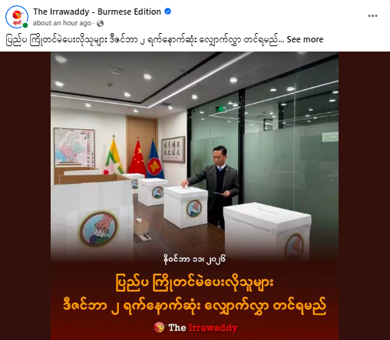 The Irrawaddy - Burmese Edition
about an hour ago ·
ပြည်ပ ကြိုတင်မဲပေးလိုသူများ ဒီဇင်ဘာ ၂ ရက်နောက်ဆုံး လျှောက်လွှာ တင်ရမည်... See more
နိုဝင်ဘာ ၁၁၊ ၂၀၂၆
ပြည်ပ ကြိုတင်မဲပေးလိုသူများ
ဒီဇင်ဘာ ၂ ရက်နောက်ဆုံး လျှောက်လွှာ တင်ရမည်
The Irrawaddy